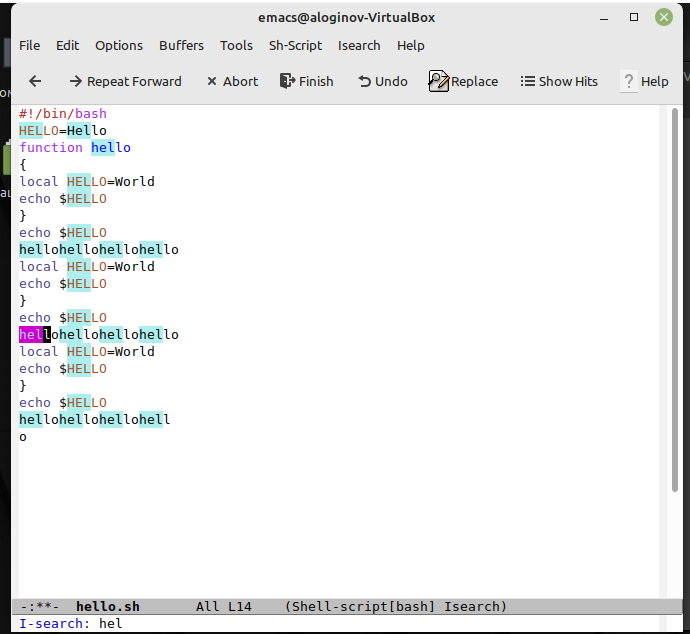 emacs@aloginov-VirtualBox
File Edit Options Buffers Tools Sh-Script Isearch Help
Repeat Forward Abort Finish Undo Replace Show Hits ? Help
#!/bin/bash
HELLO=Hello
function hello
{
local HELLO=World
echo $HELLO
}
echo $HELLO
hellohellohellohello
local HELLO=World
echo $HELLO
}
echo $HELLO
hellohellohellohello
local HELLO=World
echo $HELLO
}
echo $HELLO
hellohellohellohell
o
-:**- hello.sh All L14 (Shell-script[bash] Isearch)
I-search: hel